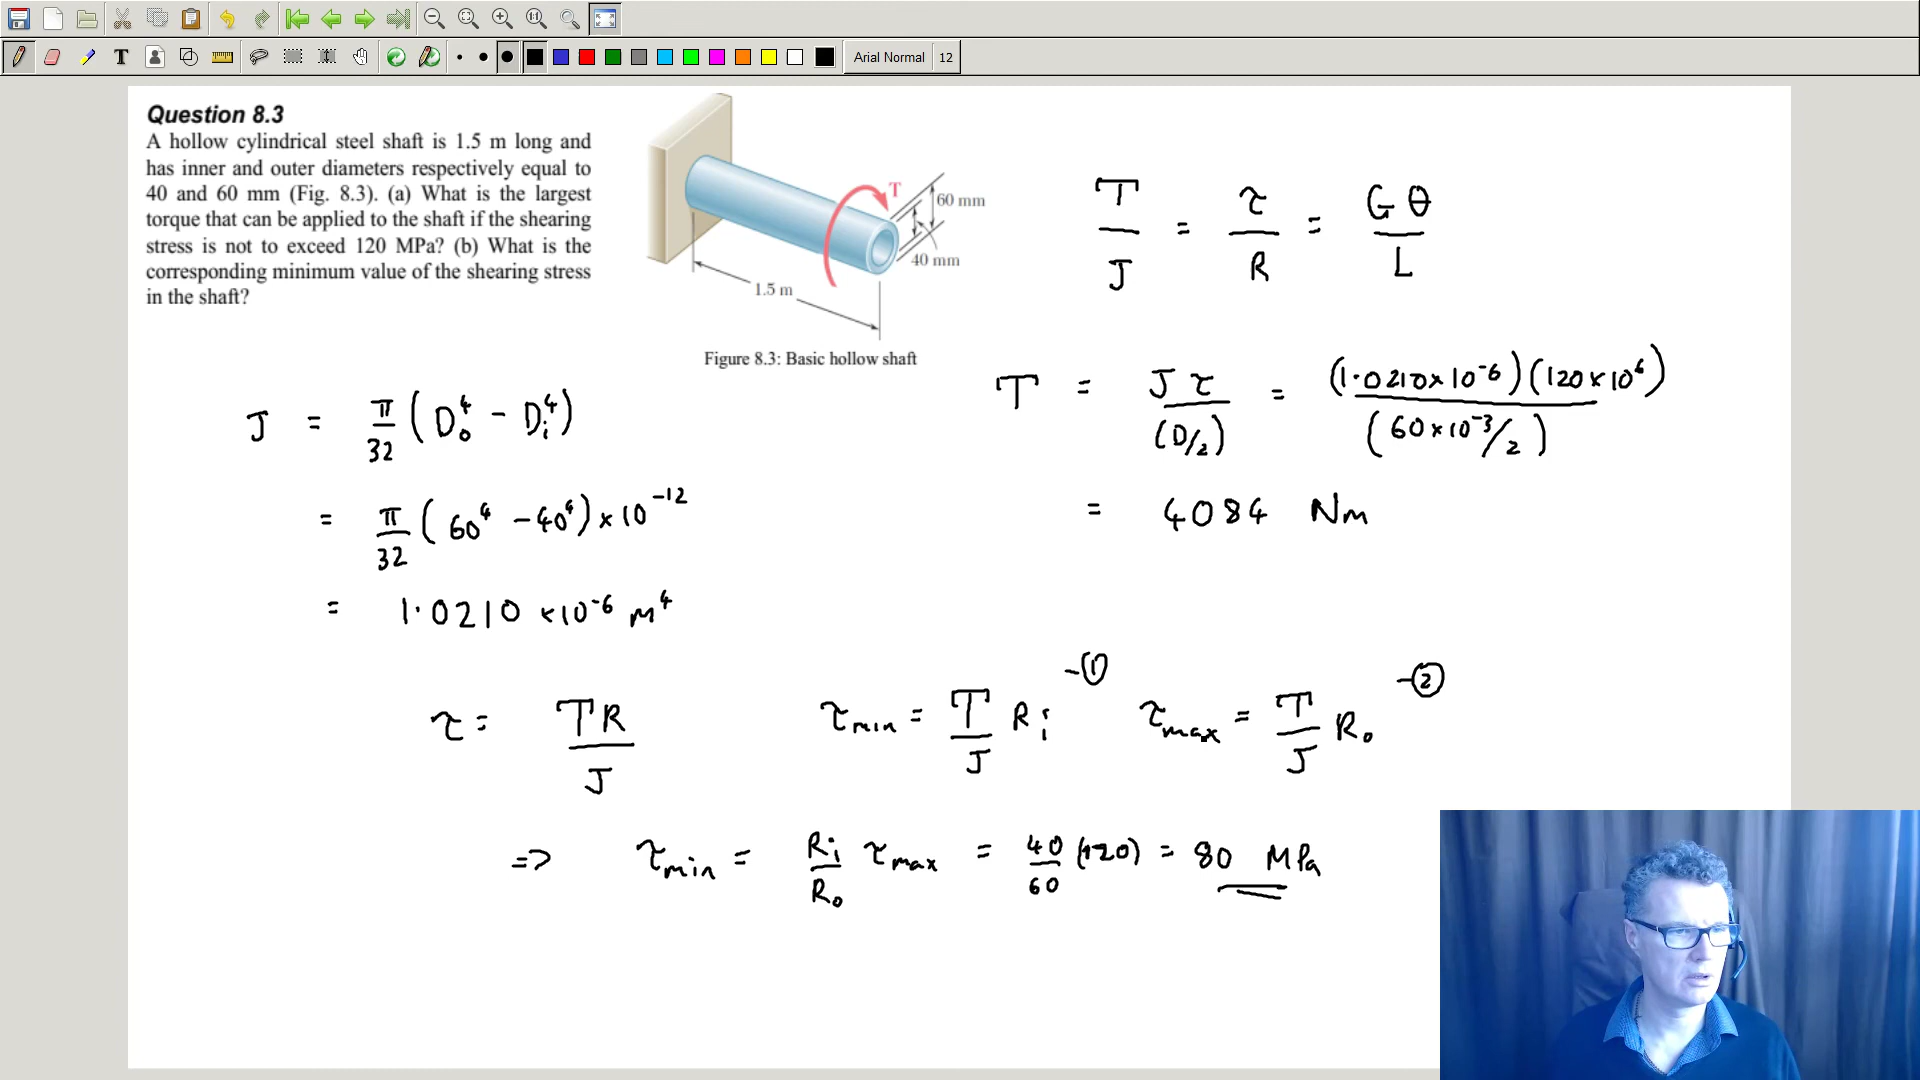 Arial Normal 12
Question 8.3
A hollow cylindrical steel shaft is 1.5 m long and
has inner and outer diameters respectively equal to
40 and 60 mm (Fig. 8.3). (a) What is the largest
torque that can be applied to the shaft if the shearing
stress is not to exceed 120 MPa? (b) What is the
corresponding minimum value of the shearing stress
in the shaft?
T
60 mm
40 mm
1.5 m
Figure 8.3: Basic hollow shaft
T/J = τ/R = Gθ/L
J = π/32 (D₀⁴ - Dᵢ⁴)
= π/32 (60⁴ - 40⁴) × 10⁻¹²
= 1.0210 × 10⁻⁶ m⁴
T = Jτ/(D/2) = (1.0210 × 10⁻⁶)(120 × 10⁶)/(60 × 10⁻³/2)
= 4084 Nm
τ = TR/J
τmin = T/J Rᵢ -①
τmax = T/J R₀ -②
=> τmin = Rᵢ/R₀ τmax = 40/60 (120) = 80 MPa